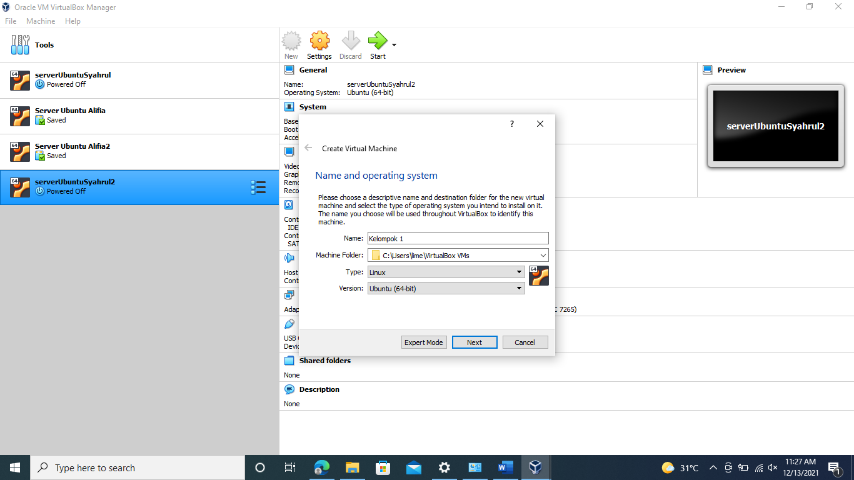 Oracle VM VirtualBox Manager
File Machine Help
Tools
New Settings Discard Start
serverUbuntuSyahrul
Powered Off
Server Ubuntu Alifia
Saved
Server Ubuntu Alifia2
Saved
serverUbuntuSyahrul2
Powered Off
General
Name: serverUbuntuSyahrul2
Operating System: Ubuntu (64-bit)
System
Base
Boot
Acce
Video
Grap
Remo
Reco
Cont
IDE
Cont
SAT
Host
Cont
Adap
7265)
USB
Devic
Shared folders
None
Description
None
Preview
serverUbuntuSyahrul2
?
Create Virtual Machine
Name and operating system
Please choose a descriptive name and destination folder for the new virtual
machine and select the type of operating system you intend to install on it.
The name you choose will be used throughout VirtualBox to identify this
machine.
Name: Kelompok 1
Machine Folder: C:\Users\lime\VirtualBox VMs
Type: Linux
Version: Ubuntu (64-bit)
Expert Mode Next Cancel
Type here to search
31°C
11:27 AM
12/13/2021